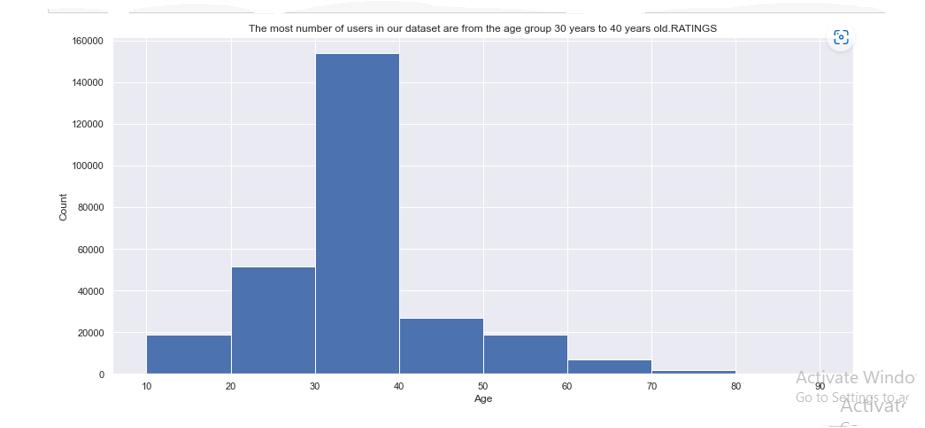 The most number of users in our dataset are from the age group 30 years to 40 years old.RATINGS
160000
140000
120000
100000
80000
60000
40000
20000
0
Count
10 20 30 40 50 60 70 80 90
Age
Activate Windo
Go to Settings to a
Activat